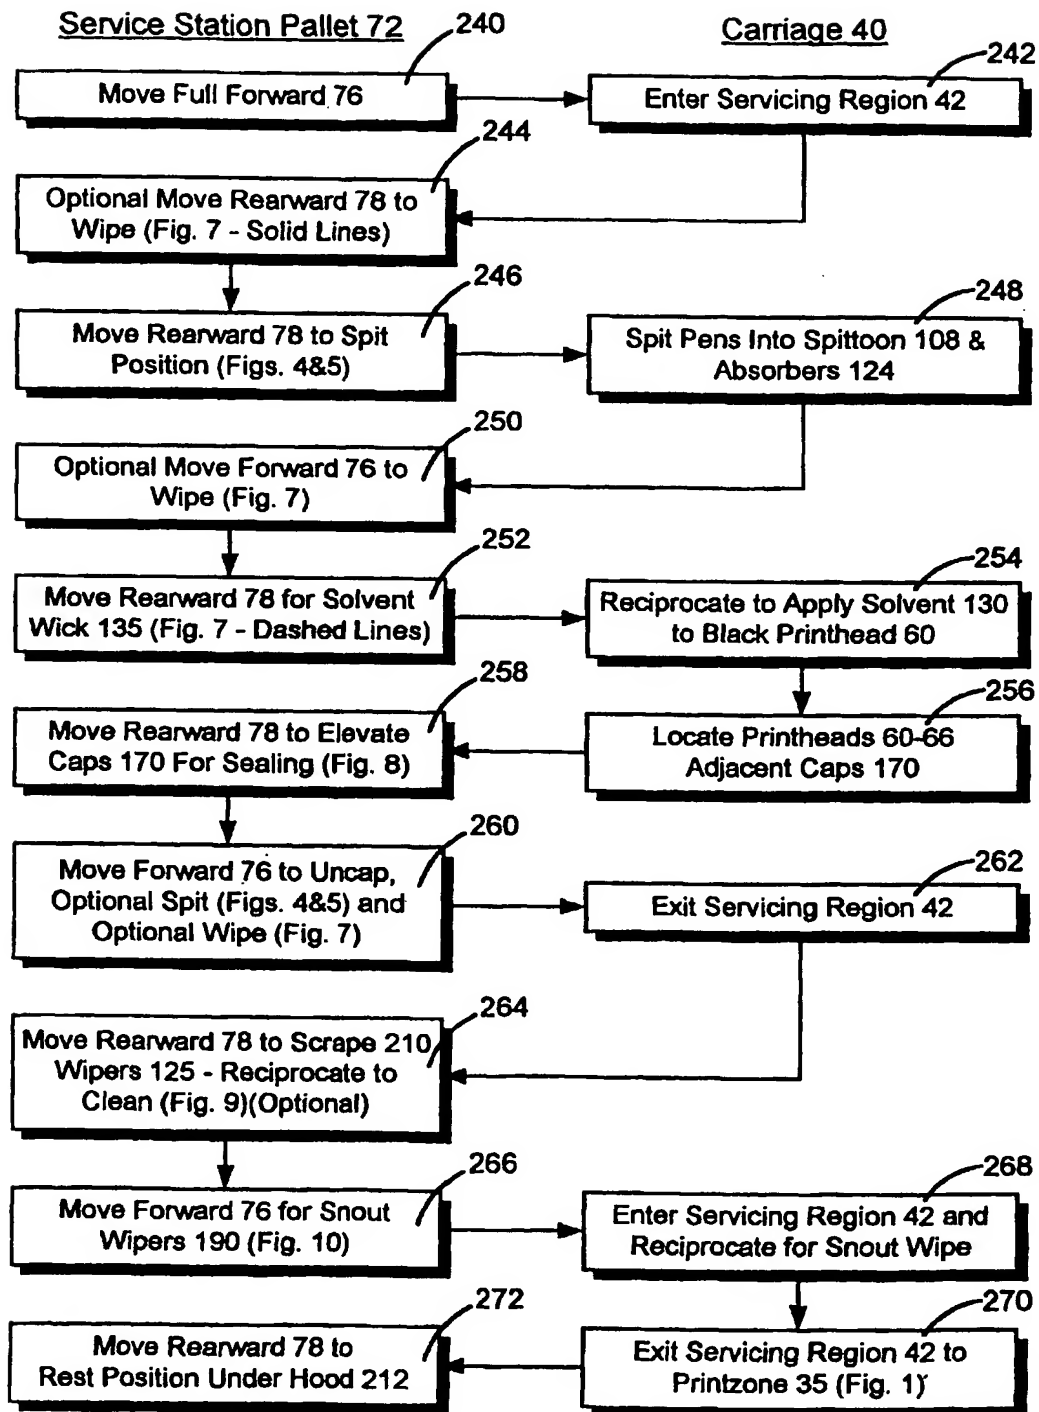 Service Station Pallet 72
240
Carriage 40
242
Move Full Forward 76
Enter Servicing Region 42
244
Optional Move Rearward 78 to
Wipe (Fig. 7 - Solid Lines)
246
Move Rearward 78 to Spit
Position (Figs. 4&5)
248
Spit Pens Into Spittoon 108 &
Absorbers 124
250
Optional Move Forward 76 to
Wipe (Fig. 7)
252
Move Rearward 78 for Solvent
Wick 135 (Fig. 7 - Dashed Lines)
254
Reciprocate to Apply Solvent 130
to Black Printhead 60
256
Locate Printheads 60-66
Adjacent Caps 170
258
Move Rearward 78 to Elevate
Caps 170 For Sealing (Fig. 8)
260
Move Forward 76 to Uncap,
Optional Spit (Figs. 4&5) and
Optional Wipe (Fig. 7)
262
Exit Servicing Region 42
264
Move Rearward 78 to Scrape 210
Wipers 125 - Reciprocate to
Clean (Fig. 9)(Optional)
266
Move Forward 76 for Snout
Wipers 190 (Fig. 10)
268
Enter Servicing Region 42 and
Reciprocate for Snout Wipe
270
Exit Servicing Region 42 to
Printzone 35 (Fig. 1)
272
Move Rearward 78 to
Rest Position Under Hood 212